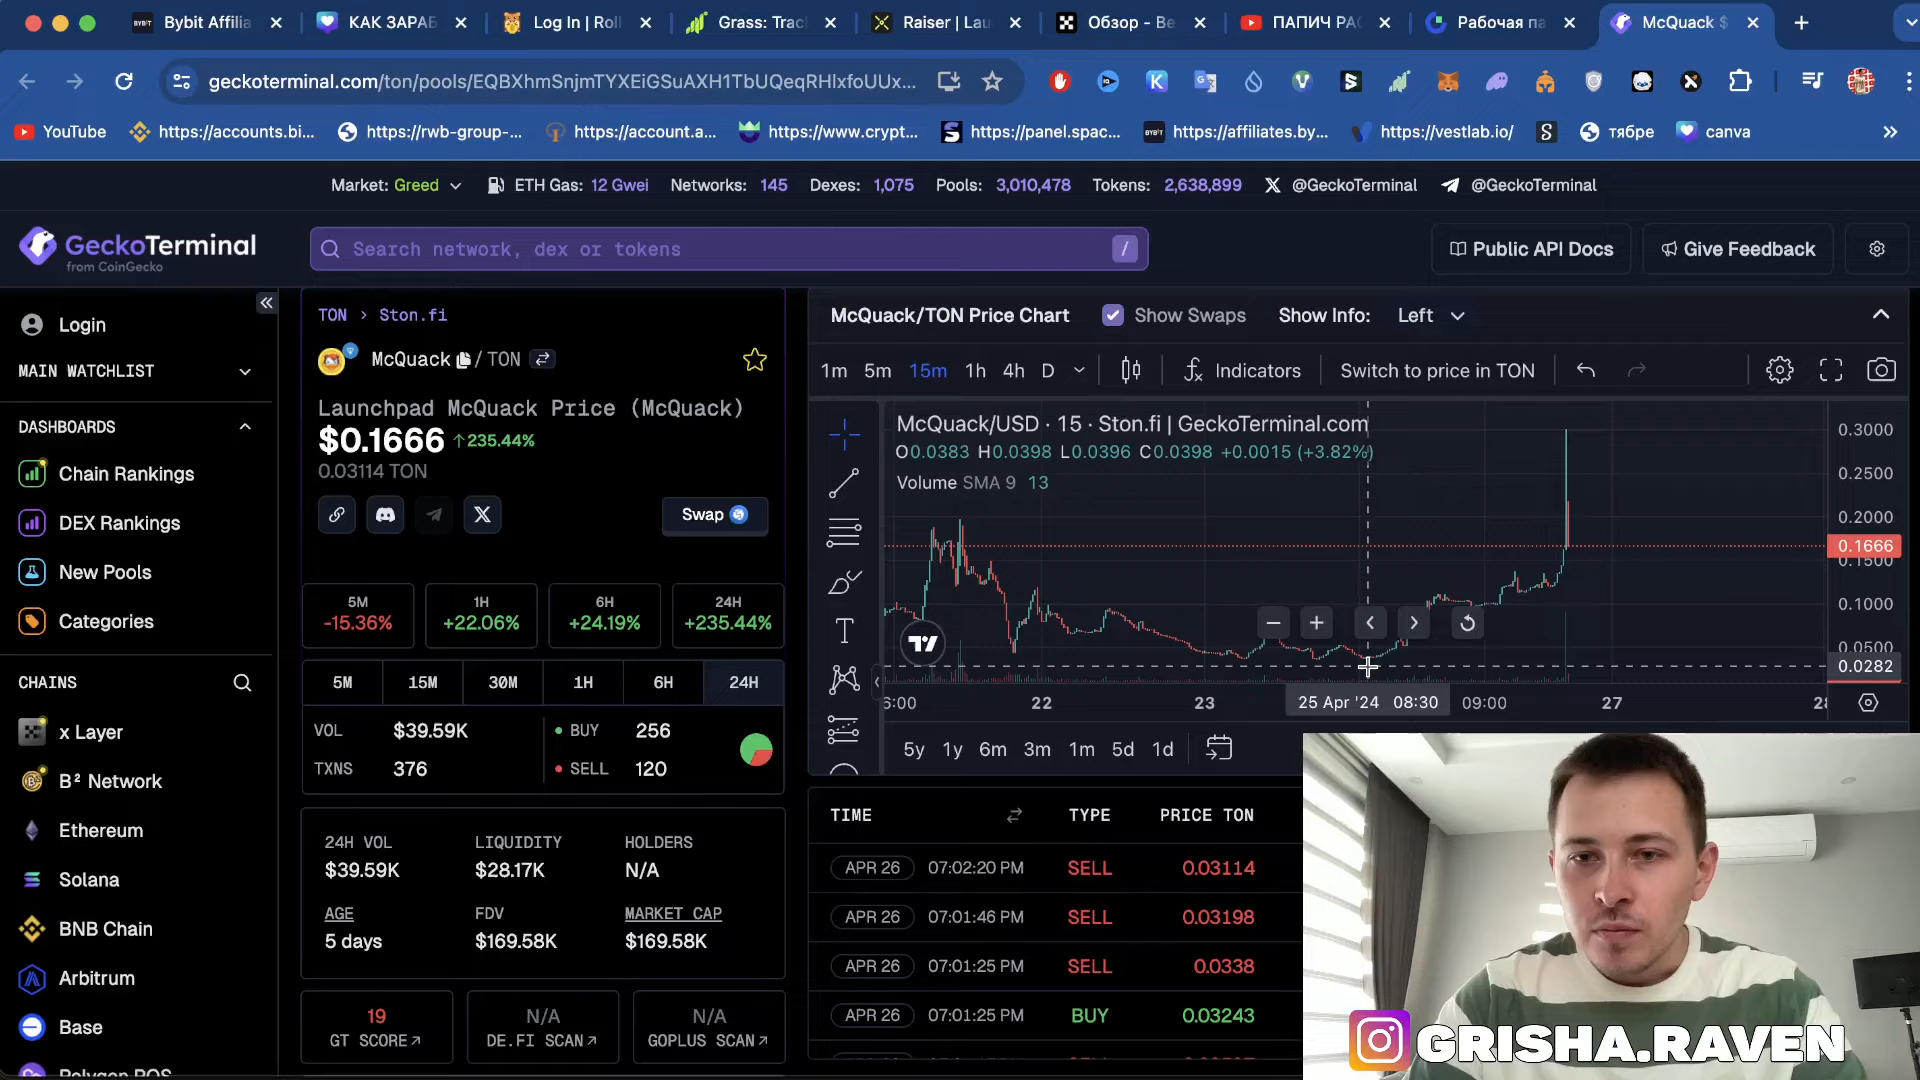 Bybit Affilia
КАК ЗАРАБ
Log In | Roll
Grass: Trac
Raiser | Lau
Обзор - Be
ПАПИЧ РАС
Рабочая па
McQuack $
geckoterminal.com/ton/pools/EQBXhmSnjmTYXEiGSuAXH1TbUQeqRHlxfoUUx...
YouTube
https://accounts.bi...
https://rwb-group-...
https://account.a...
https://www.crypt...
https://panel.spac...
https://affiliates.by...
https://vestlab.io/
тябре
canva
Market: Greed
ETH Gas: 12 Gwei
Networks: 145
Dexes: 1,075
Pools: 3,010,478
Tokens: 2,638,899
@GeckoTerminal
@GeckoTerminal
GeckoTerminal
from CoinGecko
Search network, dex or tokens
/
Public API Docs
Give Feedback
Login
MAIN WATCHLIST
DASHBOARDS
Chain Rankings
DEX Rankings
New Pools
Categories
CHAINS
x Layer
B² Network
Ethereum
Solana
BNB Chain
Arbitrum
Base
Polygon POS
TON > Ston.fi
McQuack / TON
Launchpad McQuack Price (McQuack)
$0.1666 ↑235.44%
0.03114 TON
Swap
5M
-15.36%
1H
+22.06%
6H
+24.19%
24H
+235.44%
5M 15M 30M 1H 6H 24H
VOL $39.59K
BUY 256
TXNS 376
SELL 120
24H VOL
$39.59K
LIQUIDITY
$28.17K
HOLDERS
N/A
AGE
5 days
FDV
$169.58K
MARKET CAP
$169.58K
19
GT SCORE↗
N/A
DE.FI SCAN↗
N/A
GOPLUS SCAN↗
McQuack/TON Price Chart
Show Swaps
Show Info: Left
1m 5m 15m 1h 4h D
Indicators
Switch to price in TON
McQuack/USD · 15 · Ston.fi | GeckoTerminal.com
O0.0383 H0.0398 L0.0396 C0.0398 +0.0015 (+3.82%)
Volume SMA 9 13
0.3000
0.2500
0.2000
0.1666
0.1500
0.1000
0.0500
0.0282
6:00
22
23
25 Apr '24 08:30
09:00
27
28
5y 1y 6m 3m 1m 5d 1d
TIME TYPE PRICE TON
APR 26 07:02:20 PM SELL 0.03114
APR 26 07:01:46 PM SELL 0.03198
APR 26 07:01:25 PM SELL 0.0338
APR 26 07:01:25 PM BUY 0.03243
GRISHA.RAVEN